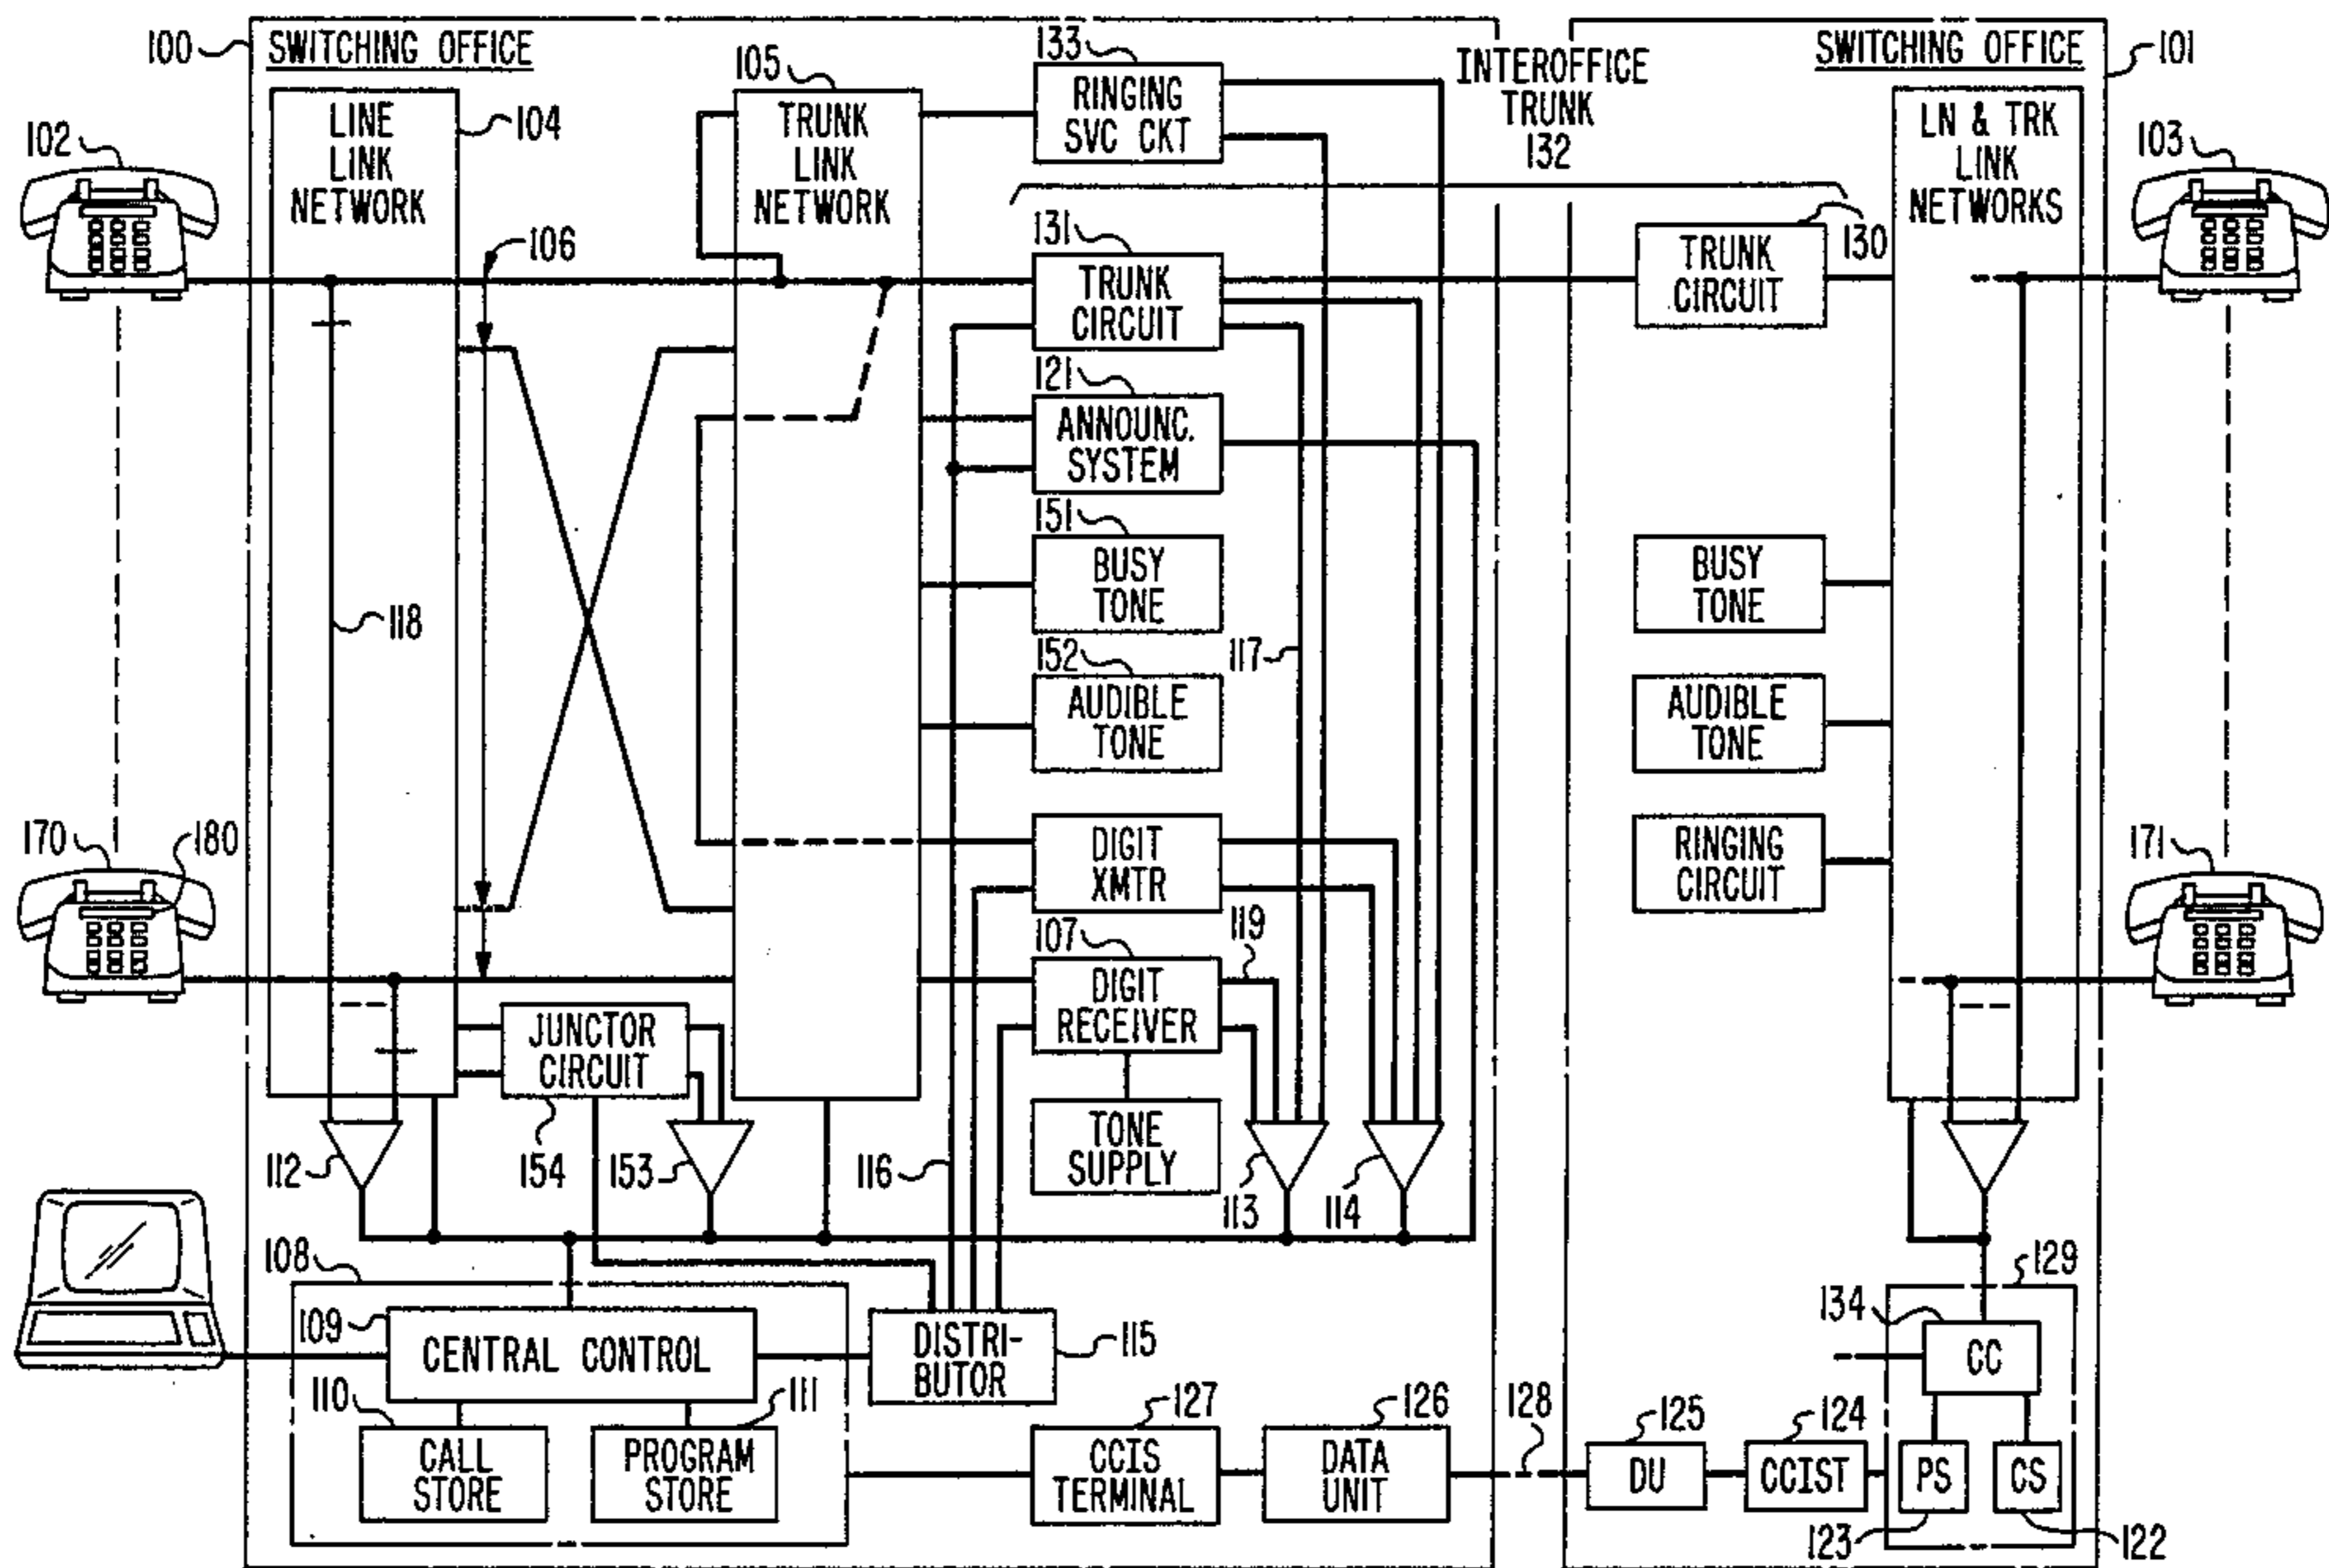 100
SWITCHING OFFICE
133
INTEROFFICE
TRUNK
132
SWITCHING OFFICE
101
105
RINGING
SVC CKT
LINE
LINK
NETWORK
104
TRUNK
LINK
NETWORK
LN & TRK
LINK
NETWORKS
102
103
106
131
TRUNK
CIRCUIT
TRUNK
CIRCUIT
130
121
ANNOUNC.
SYSTEM
151
BUSY
TONE
BUSY
TONE
118
117
152
AUDIBLE
TONE
AUDIBLE
TONE
170
180
DIGIT
XMTR
RINGING
CIRCUIT
171
107
119
DIGIT
RECEIVER
JUNCTOR
CIRCUIT
TONE
SUPPLY
112
154
153
116
113
114
108
109
CENTRAL CONTROL
DISTRI-
BUTOR
115
129
134
CC
110
111
CALL
STORE
PROGRAM
STORE
127
CCIS
TERMINAL
126
DATA
UNIT
128
125
DU
124
CCIST
PS
CS
123
122